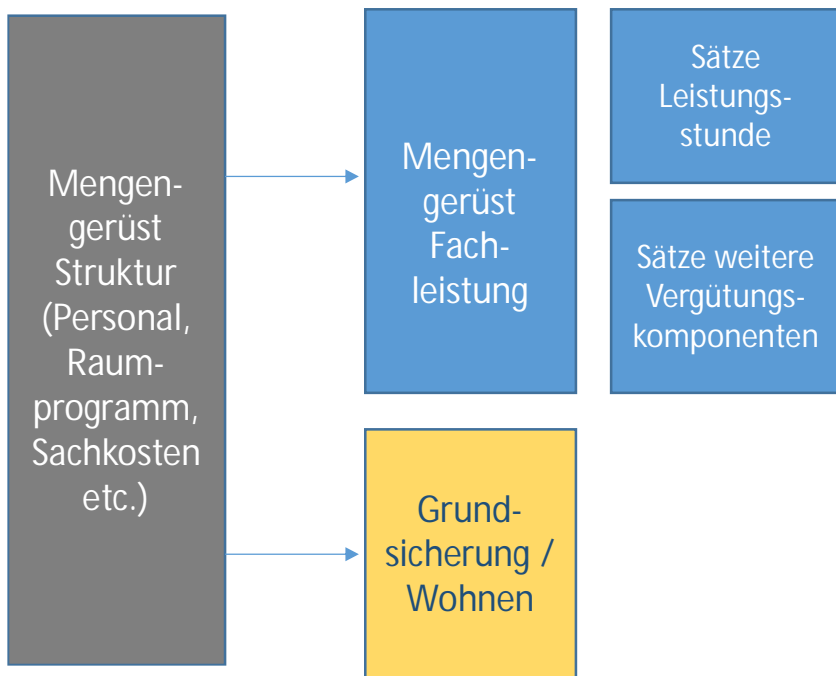 Mengen-
gerüst
Struktur
(Personal,
Raum-
programm,
Sachkosten
etc.)
Mengen-
gerüst
Fach-
leistung
Sätze
Leistungs-
stunde
Sätze weitere
Vergütungs-
komponenten
Grund-
sicherung /
Wohnen